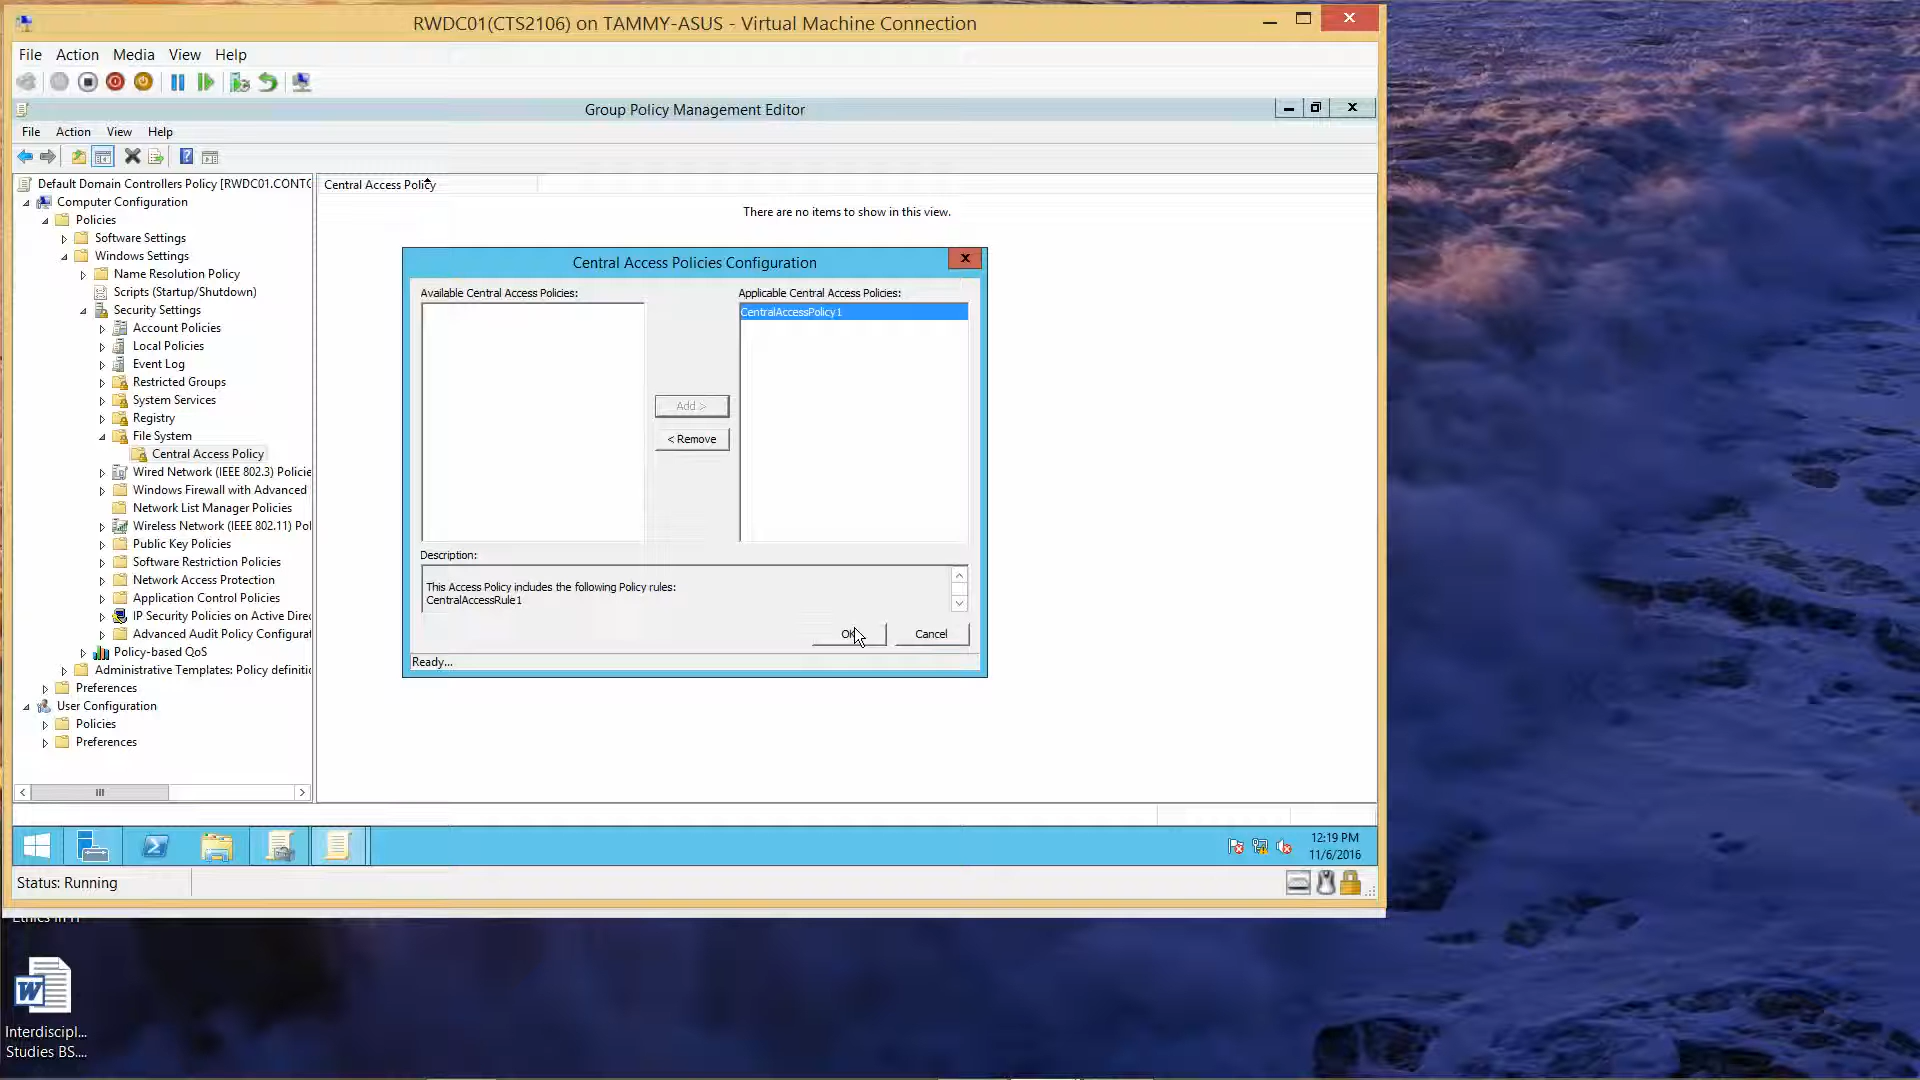 RWDC01(CTS2106) on TAMMY-ASUS - Virtual Machine Connection
File Action Media View Help
Group Policy Management Editor
File Action View Help
Default Domain Controllers Policy [RWDC01.CONTO
Computer Configuration
Policies
Software Settings
Windows Settings
Name Resolution Policy
Scripts (Startup/Shutdown)
Security Settings
Account Policies
Local Policies
Event Log
Restricted Groups
System Services
Registry
File System
Central Access Policy
Wired Network (IEEE 802.3) Policie
Windows Firewall with Advanced
Network List Manager Policies
Wireless Network (IEEE 802.11) Pol
Public Key Policies
Software Restriction Policies
Network Access Protection
Application Control Policies
IP Security Policies on Active Direc
Advanced Audit Policy Configurat
Policy-based QoS
Administrative Templates: Policy definitio
Preferences
User Configuration
Policies
Preferences
Central Access Policy
There are no items to show in this view.
Central Access Policies Configuration
Available Central Access Policies:
Applicable Central Access Policies:
CentralAccessPolicy1
Add >
< Remove
Description:
This Access Policy includes the following Policy rules:
CentralAccessRule1
OK
Cancel
Ready...
12:19 PM
11/6/2016
Status: Running
Ethics in IT
Interdiscipl...
Studies BS....